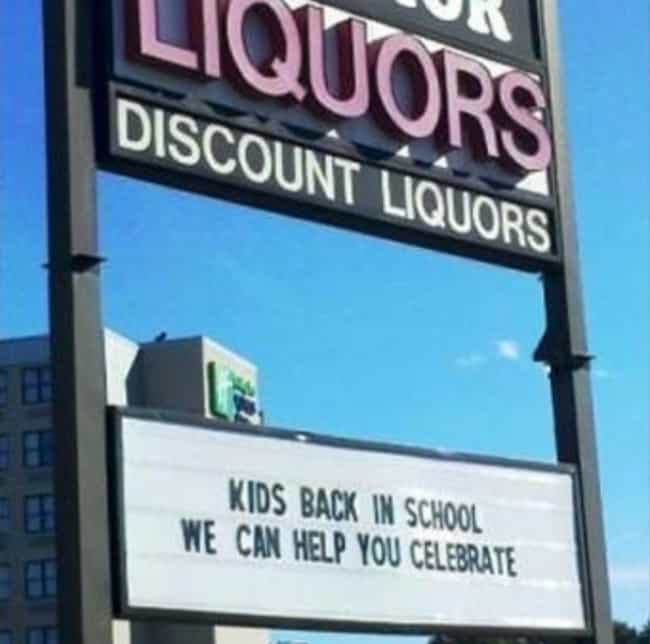 LIQUORS
DISCOUNT LIQUORS
KIDS BACK IN SCHOOL
WE CAN HELP YOU CELEBRATE